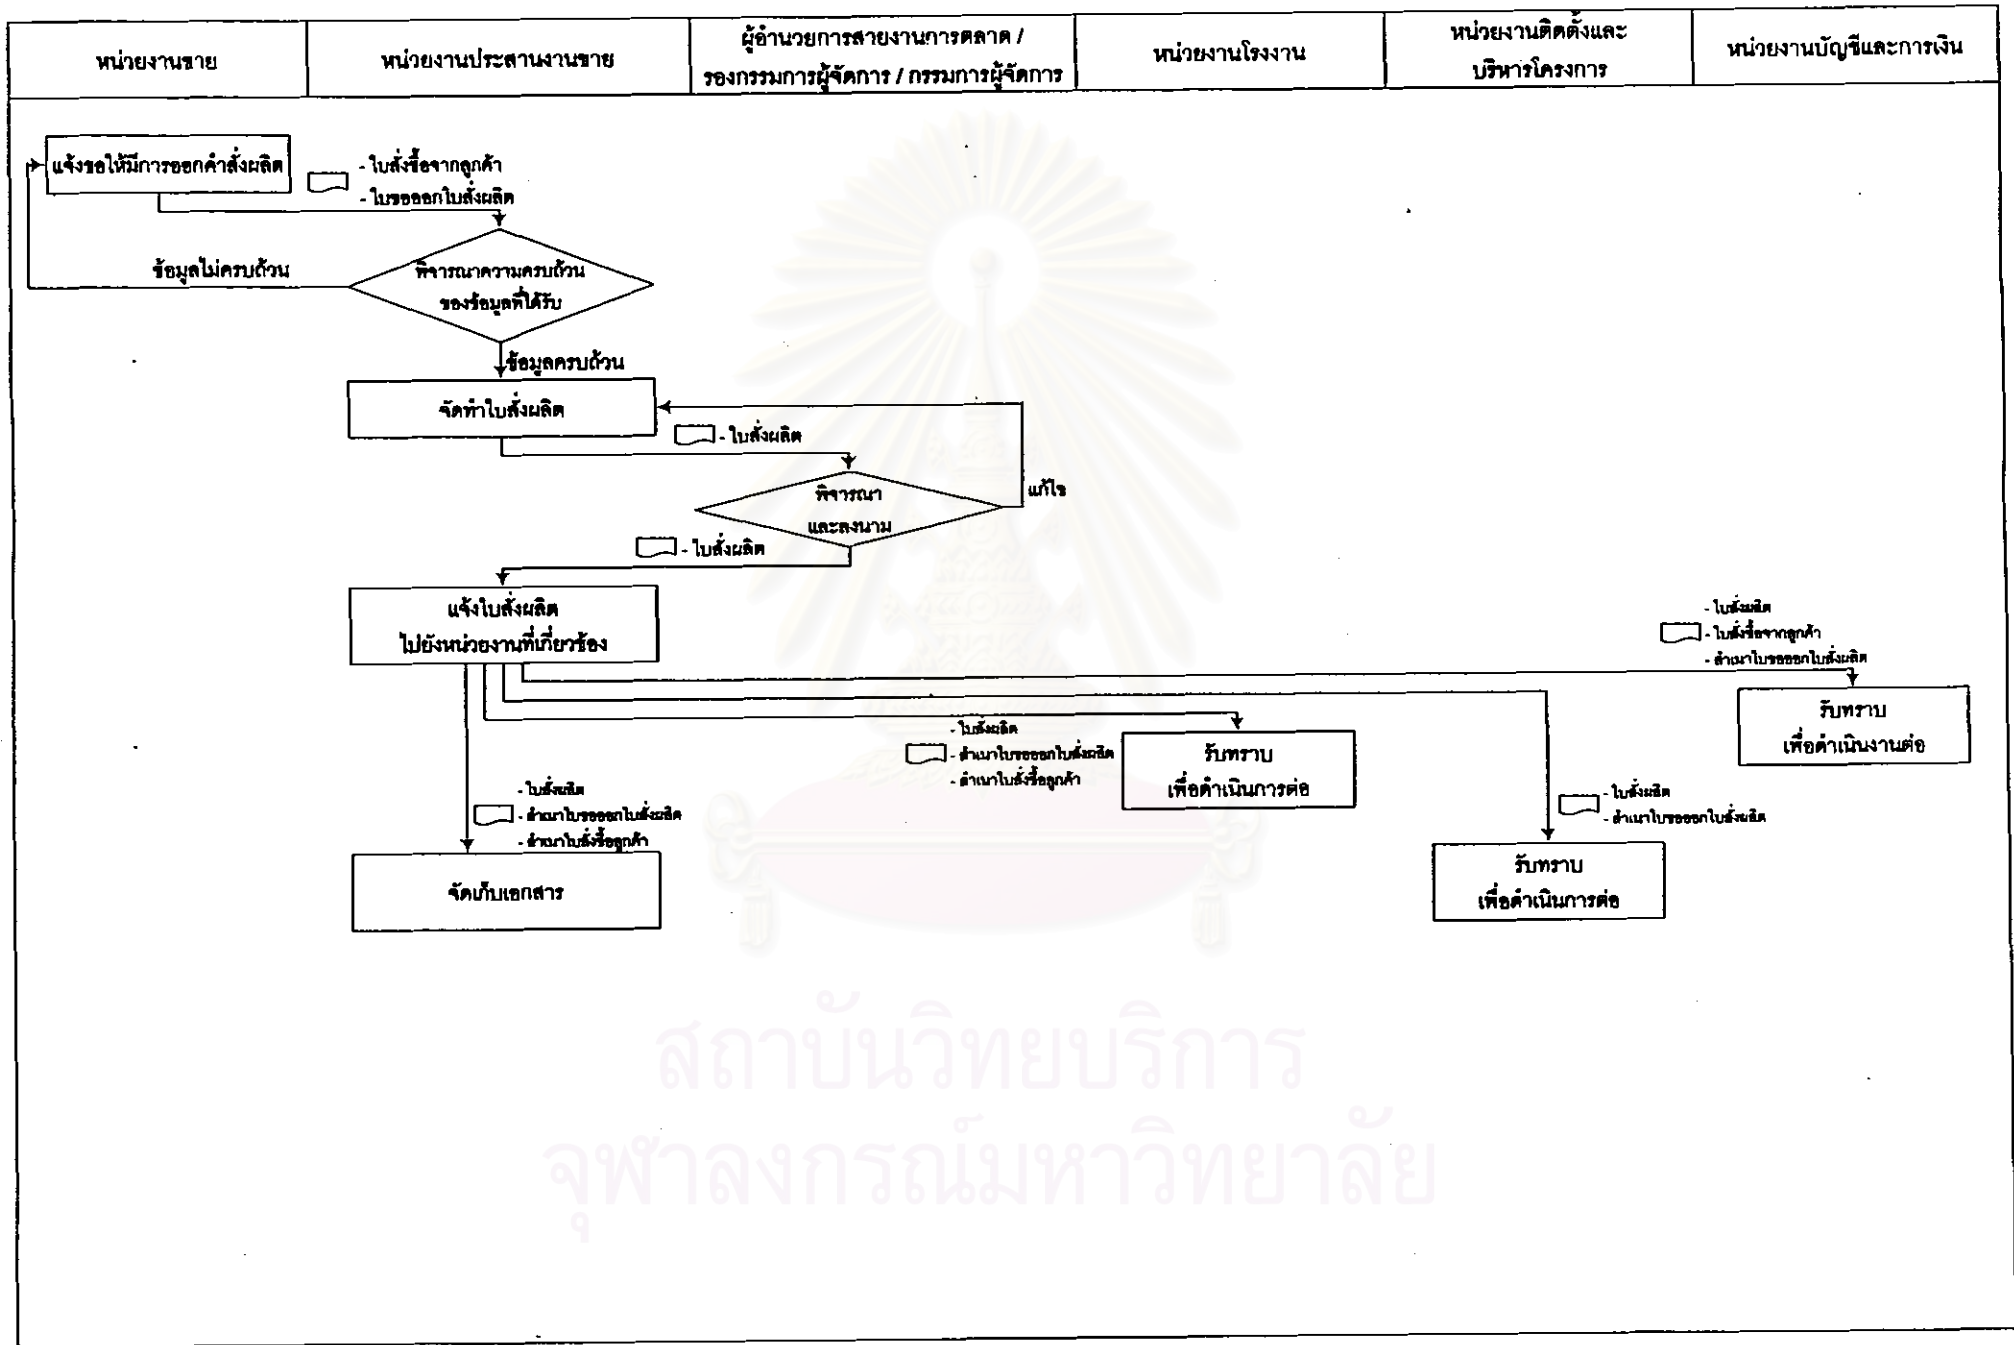 หน่วยงานขาย
หน่วยงานประสานงานขาย
ผู้อำนวยการสายงานการตลาด /
รองกรรมการผู้จัดการ / กรรมการผู้จัดการ
หน่วยงานโรงงาน
หน่วยงานติดตั้งและ
บริหารโครงการ
หน่วยงานบัญชีและการเงิน
แจ้งขอให้มีการออกคำสั่งผลิต
- ใบสั่งซื้อจากลูกค้า
- ใบขอออกใบสั่งผลิต
ข้อมูลไม่ครบถ้วน
พิจารณาความครบถ้วน
ของข้อมูลที่ได้รับ
ข้อมูลครบถ้วน
จัดทำใบสั่งผลิต
- ใบสั่งผลิต
พิจารณา
และลงนาม
แก้ไข
- ใบสั่งผลิต
แจ้งใบสั่งผลิต
ไปยังหน่วยงานที่เกี่ยวข้อง
- ใบสั่งผลิต
- ใบสั่งซื้อจากลูกค้า
- สำเนาใบขอออกใบสั่งผลิต
รับทราบ
เพื่อดำเนินงานต่อ
- ใบสั่งผลิต
- สำเนาใบขอออกใบสั่งผลิต
- สำเนาใบสั่งซื้อลูกค้า
รับทราบ
เพื่อดำเนินการต่อ
- ใบสั่งผลิต
- สำเนาใบขอออกใบสั่งผลิต
- ใบสั่งผลิต
- สำเนาใบขอออกใบสั่งผลิต
- สำเนาใบสั่งซื้อลูกค้า
รับทราบ
เพื่อดำเนินการต่อ
จัดเก็บเอกสาร
สถาบันวิทยบริการ
จุฬาลงกรณ์มหาวิทยาลัย